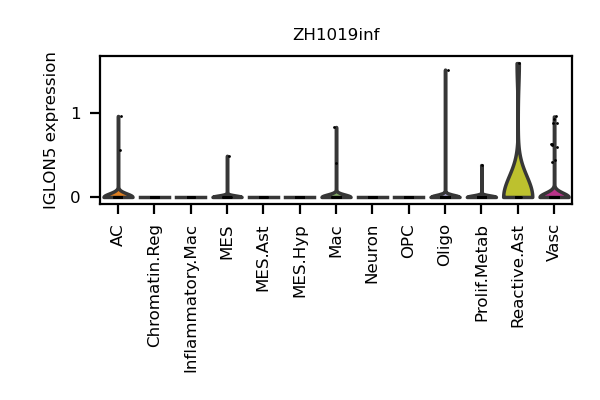 ZH1019inf
IGLON5 expression
1
0
AC
Chromatin.Reg
Inflammatory.Mac
MES
MES.Ast
MES.Hyp
Mac
Neuron
OPC
Oligo
Prolif.Metab
Reactive.Ast
Vasc